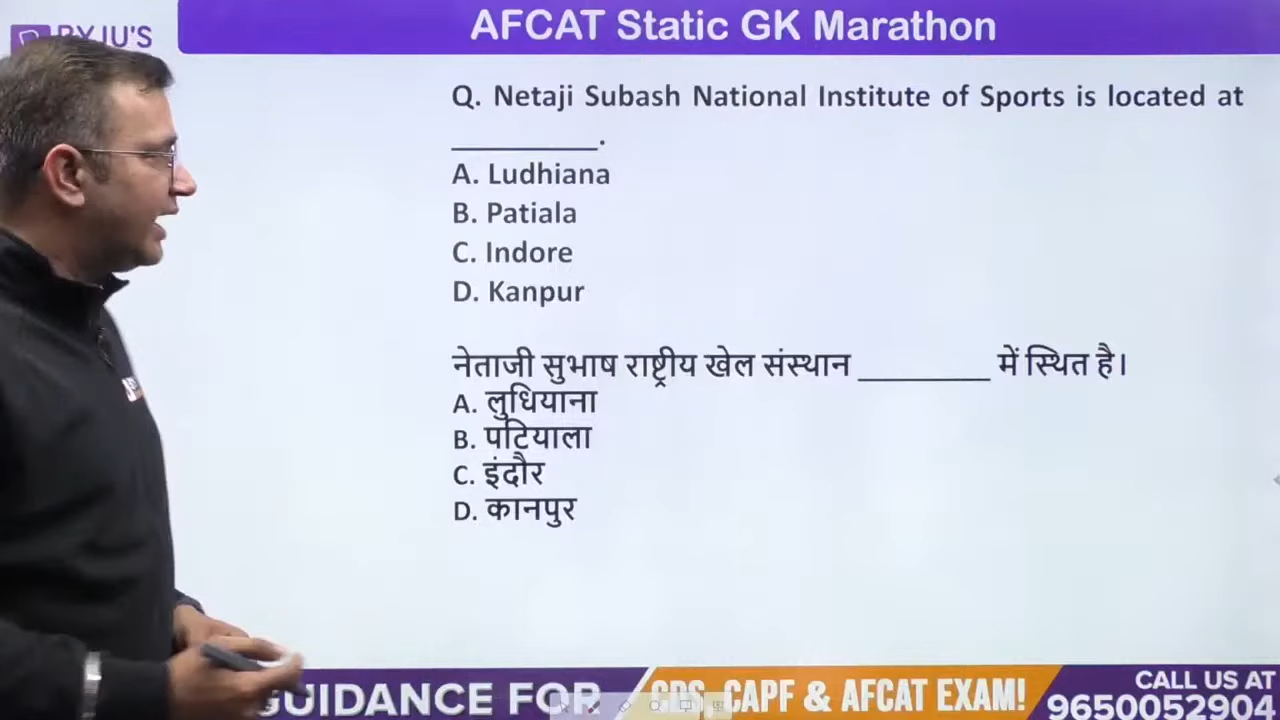 BYJU'S
AFCAT Static GK Marathon
Q. Netaji Subash National Institute of Sports is located at
__________.
A. Ludhiana
B. Patiala
C. Indore
D. Kanpur
नेताजी सुभाष राष्ट्रीय खेल संस्थान _________ में स्थित है।
A. लुधियाना
B. पटियाला
C. इंदौर
D. कानपुर
GUIDANCE FOR CDS, CAPF & AFCAT EXAM!
CALL US AT
9650052904